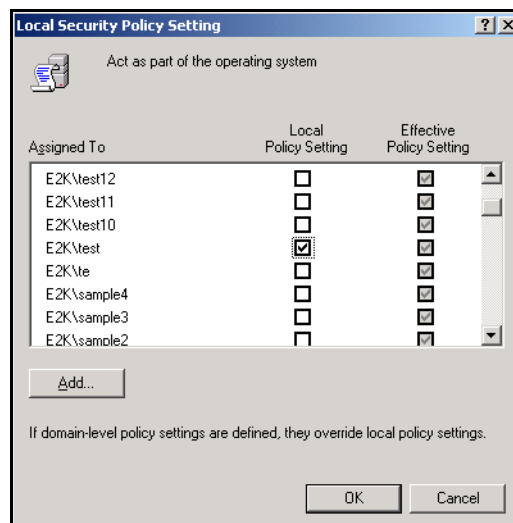 Local Security Policy Setting
Act as part of the operating system
Local Effective
Assigned To Policy Setting Policy Setting
E2K\test12
E2K\test11
E2K\test10
E2K\test
E2K\te
E2K\sample4
E2K\sample3
E2K\sample2
Add...
If domain-level policy settings are defined, they override local policy settings.
OK Cancel